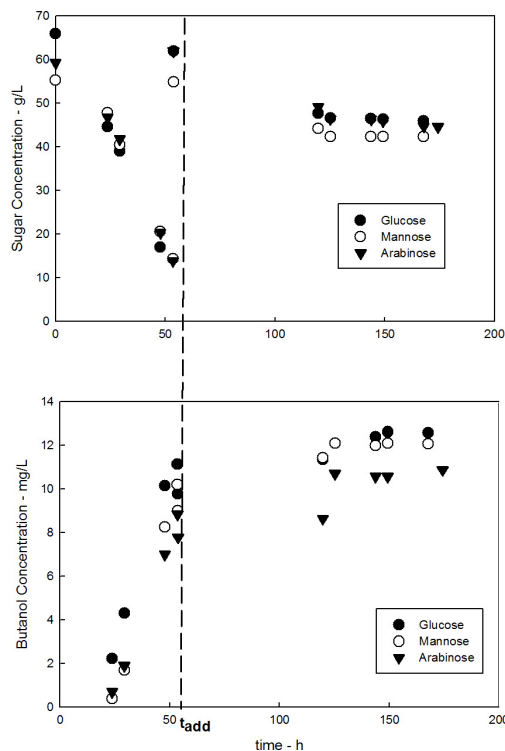 70
60
50
40
30
20
10
0
Sugar Concentration - g/L
Glucose
Mannose
Arabinose
0 50 100 150 200
14
12
10
8
6
4
2
0
Butanol Concentration - mg/L
Glucose
Mannose
Arabinose
0 50 100 150 200
tadd
time - h